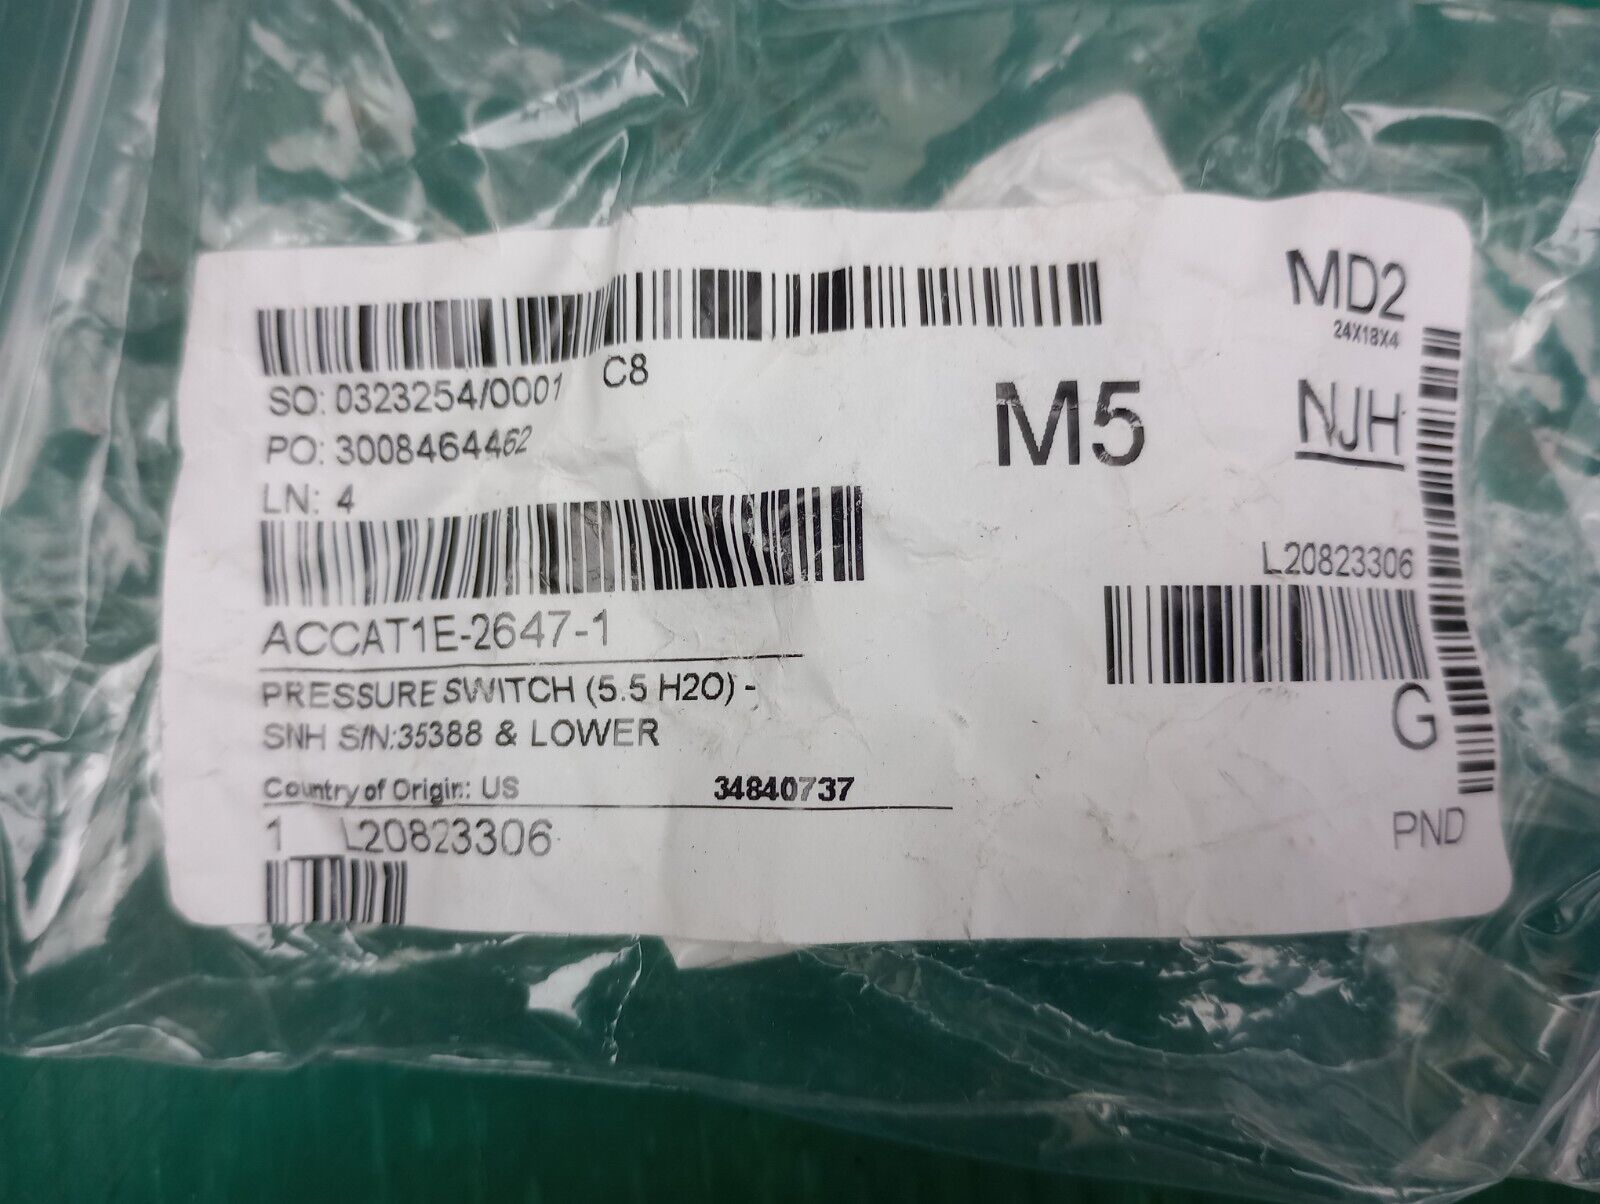 MD2
24X18X4
SO: 0323254/0001 C8
M5
NJH
PO: 3008464462
LN: 4
L20823306
ACCAT1E-2647-1
PRESSURE SWITCH (5.5 H2O) -
G
SNH S/N:35388 & LOWER
Country of Origin: US 34840737
1 L20823306
PND